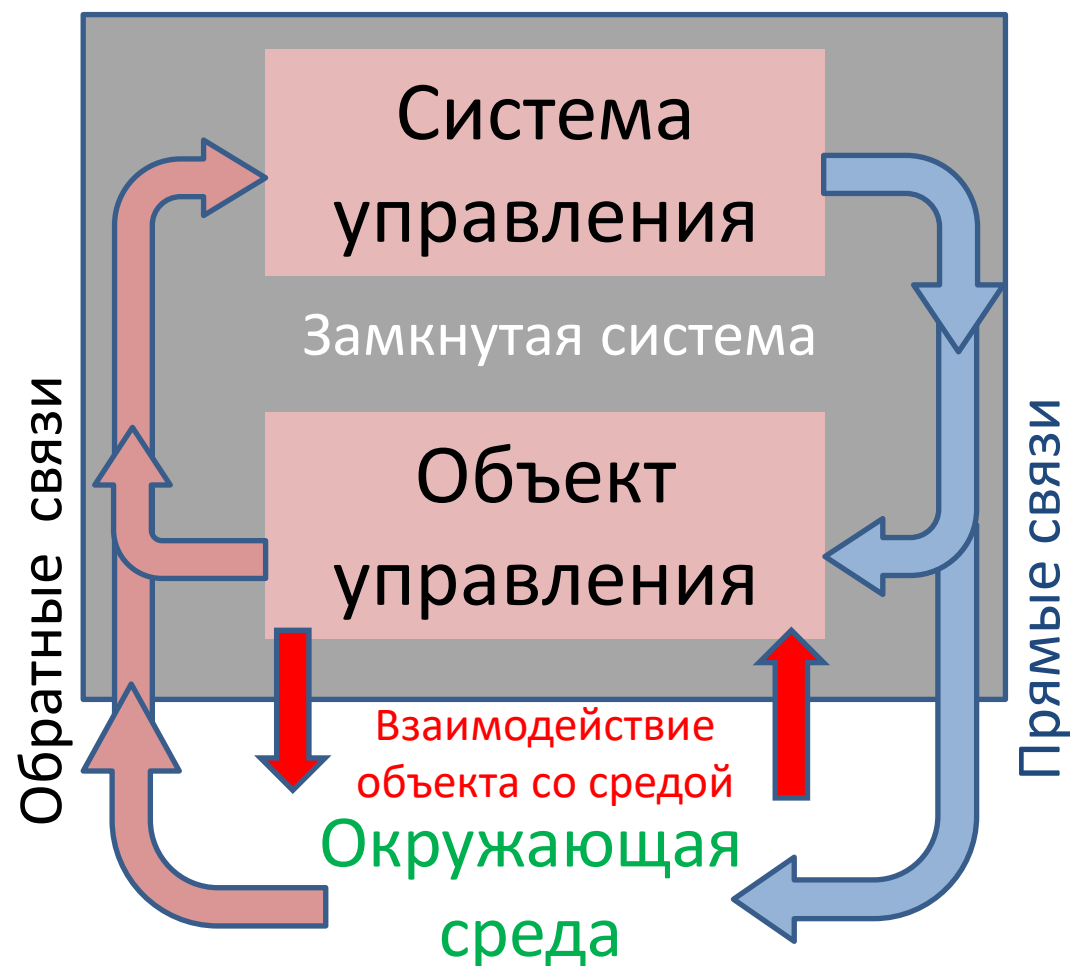 Система
управления
Замкнутая система
Объект
управления
Обратные связи
Прямые связи
Взаимодействие
объекта со средой
Окружающая
среда